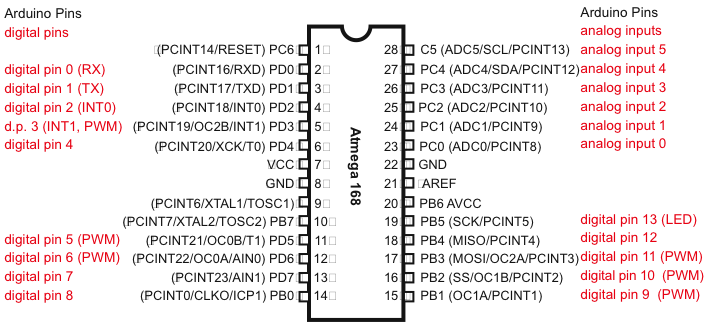 Arduino Pins
digital pins
(PCINT14/RESET) PC6 1
digital pin 0 (RX) (PCINT16/RXD) PD0 2
digital pin 1 (TX) (PCINT17/TXD) PD1 3
digital pin 2 (INT0) (PCINT18/INT0) PD2 4
d.p. 3 (INT1, PWM) (PCINT19/OC2B/INT1) PD3 5
digital pin 4 (PCINT20/XCK/T0) PD4 6
VCC 7
GND 8
(PCINT6/XTAL1/TOSC1) 9
(PCINT7/XTAL2/TOSC2) PB7 10
digital pin 5 (PWM) (PCINT21/OC0B/T1) PD5 11
digital pin 6 (PWM) (PCINT22/OC0A/AIN0) PD6 12
digital pin 7 (PCINT23/AIN1) PD7 13
digital pin 8 (PCINT0/CLKO/ICP1) PB0 14
Atmega 168
Arduino Pins
analog inputs
28 C5 (ADC5/SCL/PCINT13) analog input 5
27 PC4 (ADC4/SDA/PCINT12) analog input 4
26 PC3 (ADC3/PCINT11) analog input 3
25 PC2 (ADC2/PCINT10) analog input 2
24 PC1 (ADC1/PCINT9) analog input 1
23 PC0 (ADC0/PCINT8) analog input 0
22 GND
21 AREF
20 PB6 AVCC
19 PB5 (SCK/PCINT5) digital pin 13 (LED)
18 PB4 (MISO/PCINT4) digital pin 12
17 PB3 (MOSI/OC2A/PCINT3) digital pin 11 (PWM)
16 PB2 (SS/OC1B/PCINT2) digital pin 10 (PWM)
15 PB1 (OC1A/PCINT1) digital pin 9 (PWM)